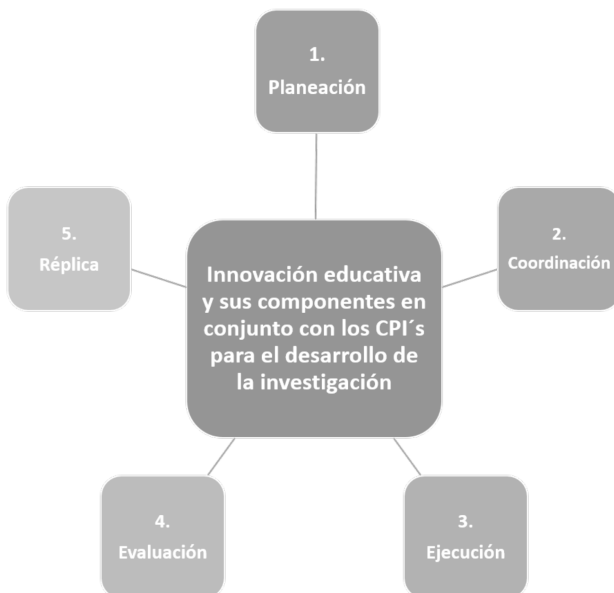 1.
Planeación
5.
Réplica
2.
Coordinación
Innovación educativa
y sus componentes en
conjunto con los CPI´s
para el desarrollo de
la investigación
4.
Evaluación
3.
Ejecución